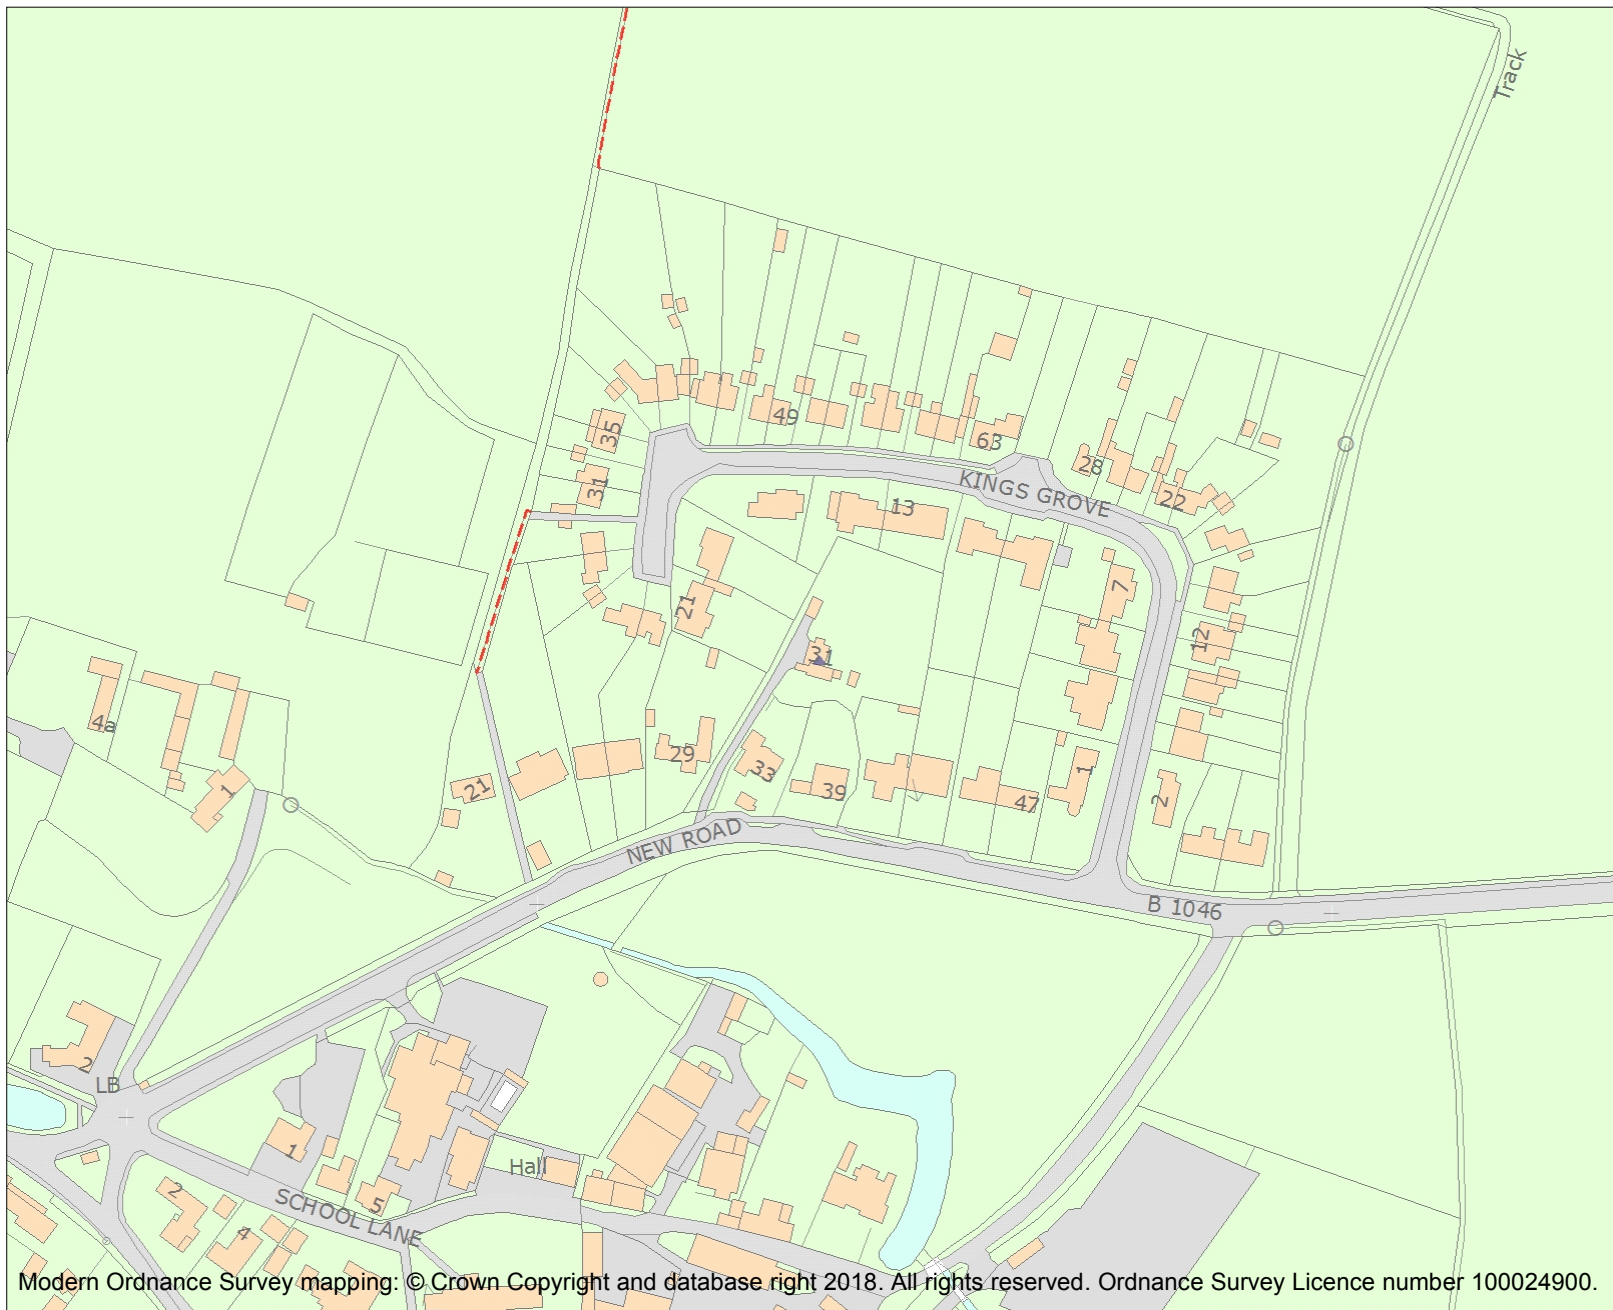 Track
35
49
63
28
22
31
KINGS GROVE
13
7
21
12
31
4a
29
33
1
21
39
47
1
2
NEW ROAD
B 1046
2
LB
1
Hall
2
5
SCHOOL LANE
4
Modern Ordnance Survey mapping: © Crown Copyright and database right 2018. All rights reserved. Ordnance Survey Licence number 100024900.